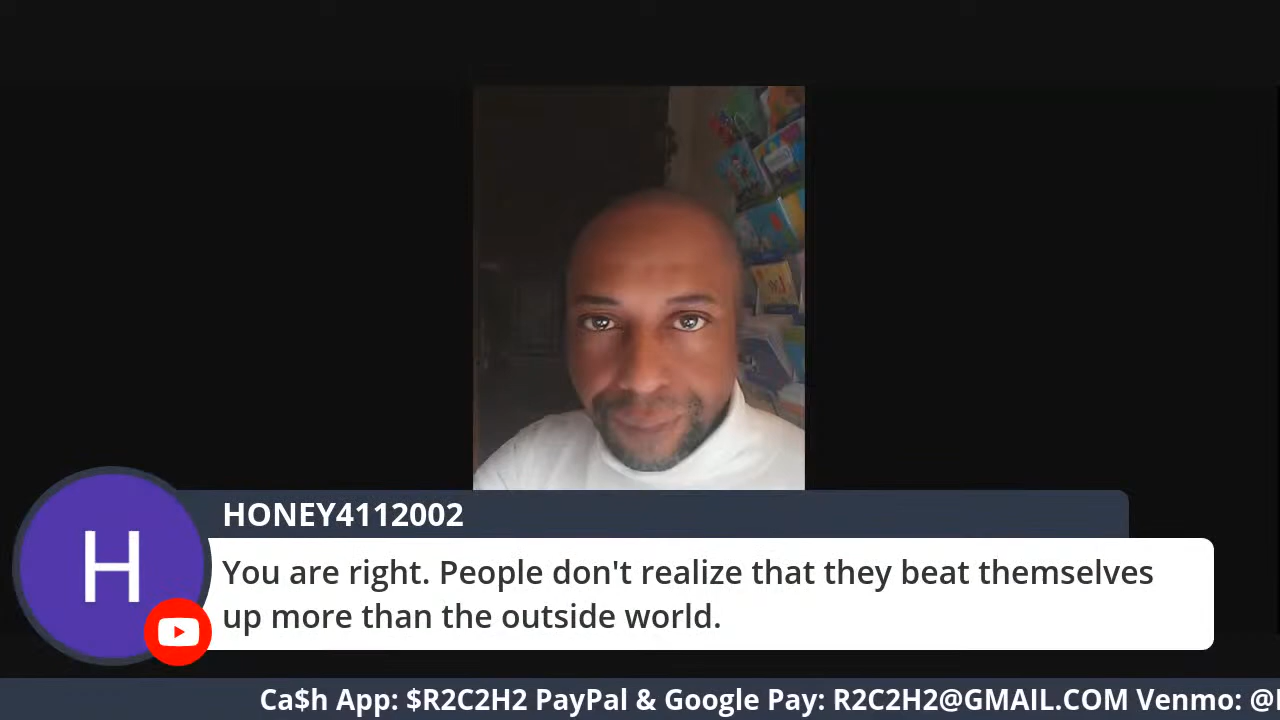 HONEY4112002
H
You are right. People don't realize that they beat themselves
up more than the outside world.
Ca$h App: $R2C2H2 PayPal & Google Pay: R2C2H2@GMAIL.COM Venmo: @